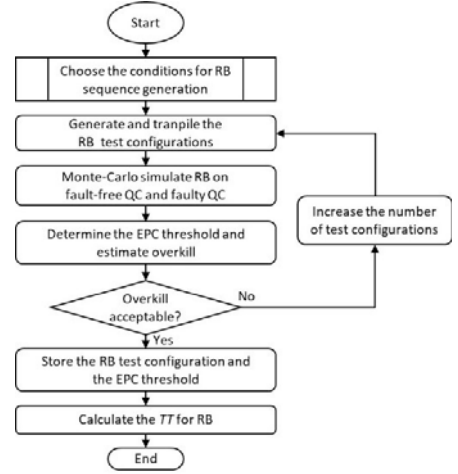 Start
Choose the conditions for RB
sequence generation
Generate and tranpile the
RB test configurations
Monte-Carlo simulate RB on
fault-free QC and faulty QC
Increase the number
of test configurations
Determine the EPC threshold and
estimate overkill
Overkill
acceptable?
No
Yes
Store the RB test configuration and
the EPC threshold
Calculate the TT for RB
End